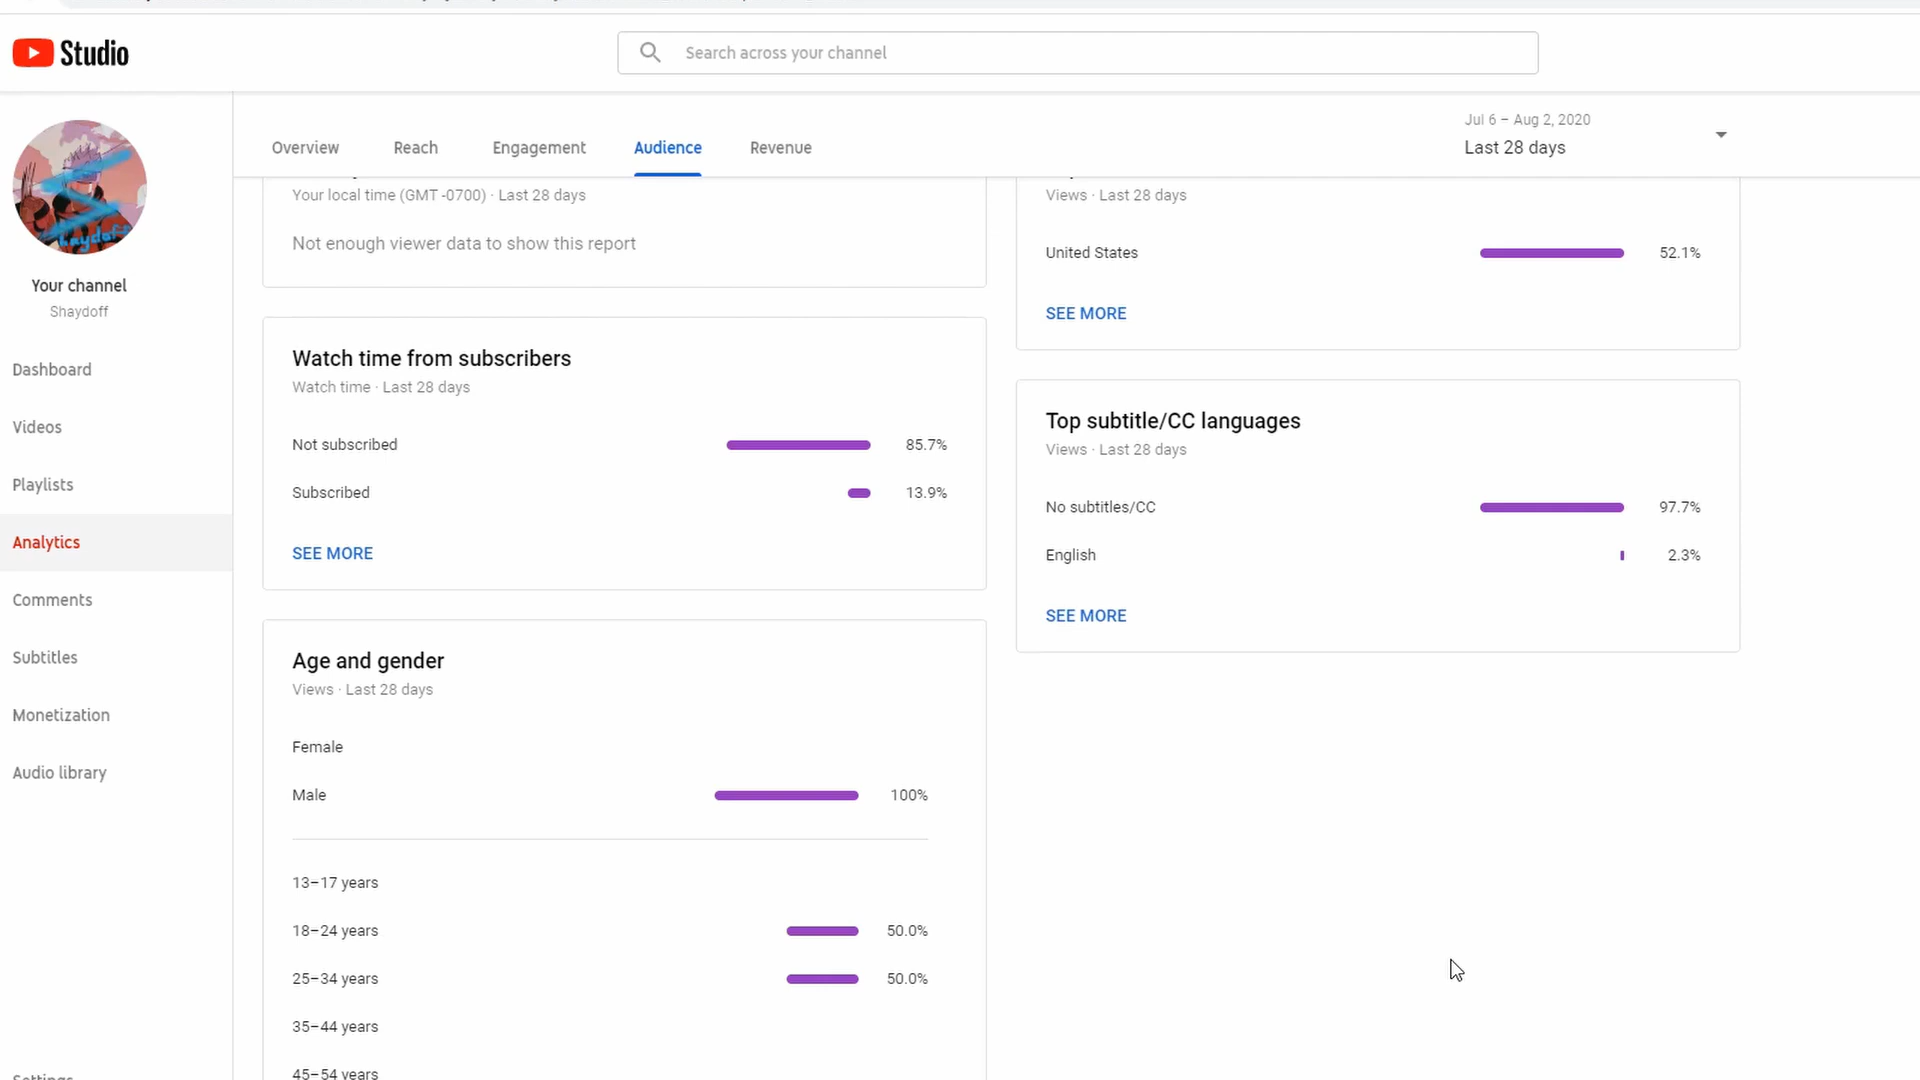 Studio
Search across your channel
Overview
Reach
Engagement
Audience
Revenue
Jul 6 – Aug 2, 2020
Last 28 days
Your channel
Shaydoff
Dashboard
Videos
Playlists
Analytics
Comments
Subtitles
Monetization
Audio library
Settings
Your local time (GMT -0700) · Last 28 days
Not enough viewer data to show this report
Watch time from subscribers
Watch time · Last 28 days
Not subscribed 85.7%
Subscribed 13.9%
SEE MORE
Age and gender
Views · Last 28 days
Female
Male 100%
13–17 years
18–24 years 50.0%
25–34 years 50.0%
35–44 years
45–54 years
Views · Last 28 days
United States 52.1%
SEE MORE
Top subtitle/CC languages
Views · Last 28 days
No subtitles/CC 97.7%
English 2.3%
SEE MORE